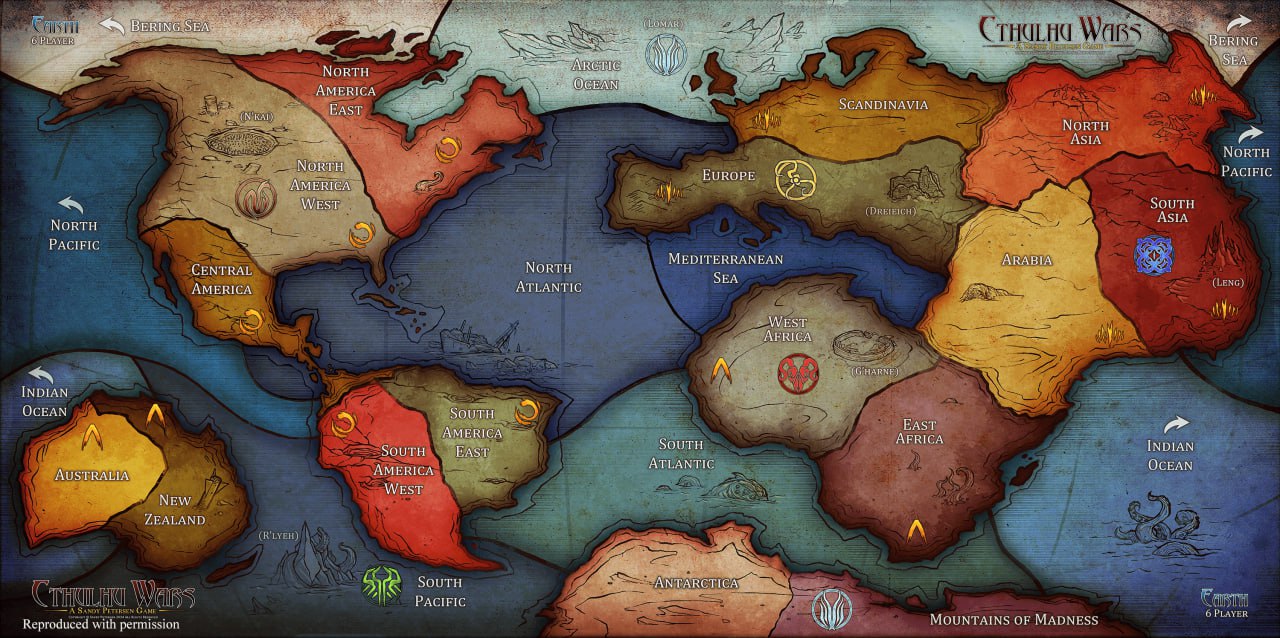 Earth
6 Player
Bering Sea
(Lomar)
Cthulhu Wars
A Sandy Petersen Game
Bering
Sea
North
America
East
Arctic
Ocean
Scandinavia
(N'kai)
North
Asia
North
Pacific
North
America
West
Europe
(Dreieich)
South
Asia
North
Pacific
Central
America
North
Atlantic
Mediterranean
Sea
Arabia
(Leng)
West
Africa
(G'harne)
Indian
Ocean
South
America
East
East
Africa
South
America
West
South
Atlantic
Indian
Ocean
Australia
New
Zealand
(R'lyeh)
South
Pacific
Antarctica
Mountains of Madness
Cthulhu Wars
A Sandy Petersen Game
Reproduced with permission
Earth
6 Player